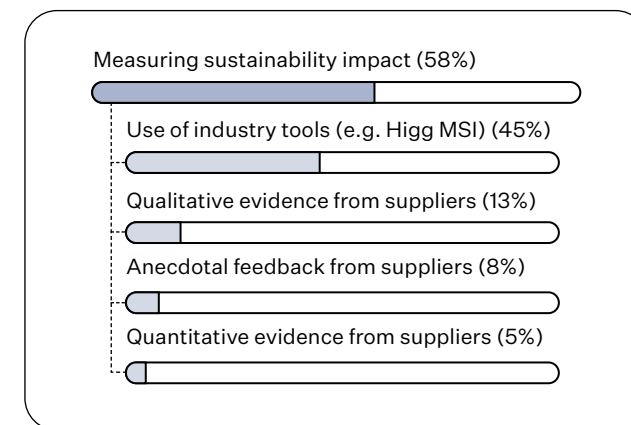 Measuring sustainability impact (58%)
Use of industry tools (e.g. Higg MSI) (45%)
Qualitative evidence from suppliers (13%)
Anecdotal feedback from suppliers (8%)
Quantitative evidence from suppliers (5%)